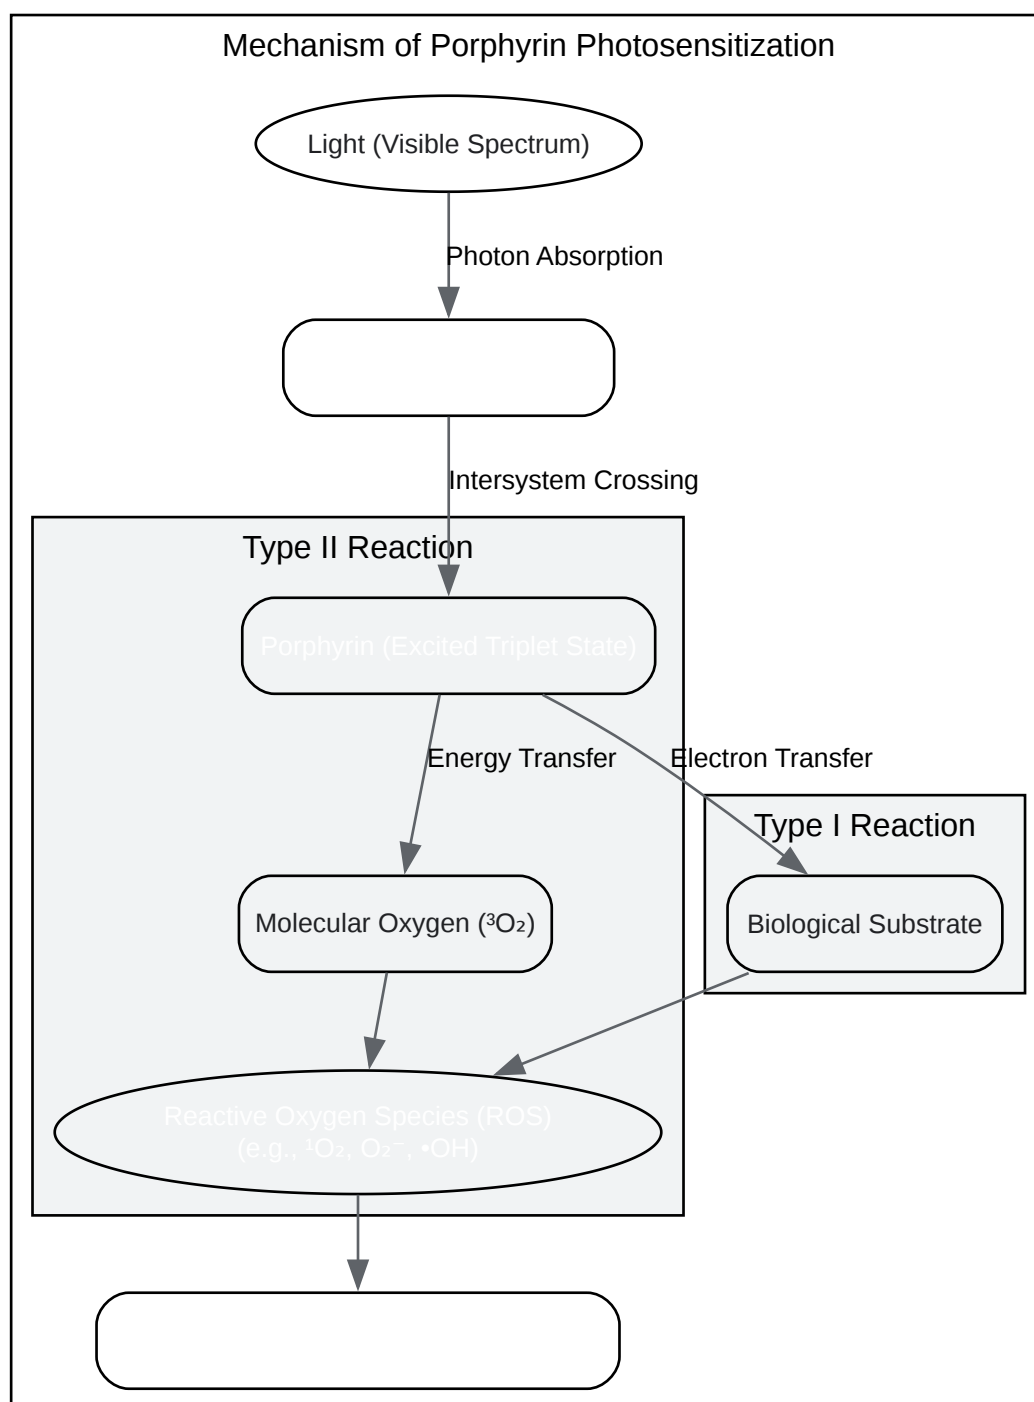 Mechanism of Porphyrin Photosensitization
Light (Visible Spectrum)
Photon Absorption
Intersystem Crossing
Type II Reaction
Porphyrin (Excited Triplet State)
Energy Transfer
Electron Transfer
Type I Reaction
Molecular Oxygen (³O₂)
Biological Substrate
Reactive Oxygen Species (ROS)
(e.g., ¹O₂, O₂⁻, •OH)